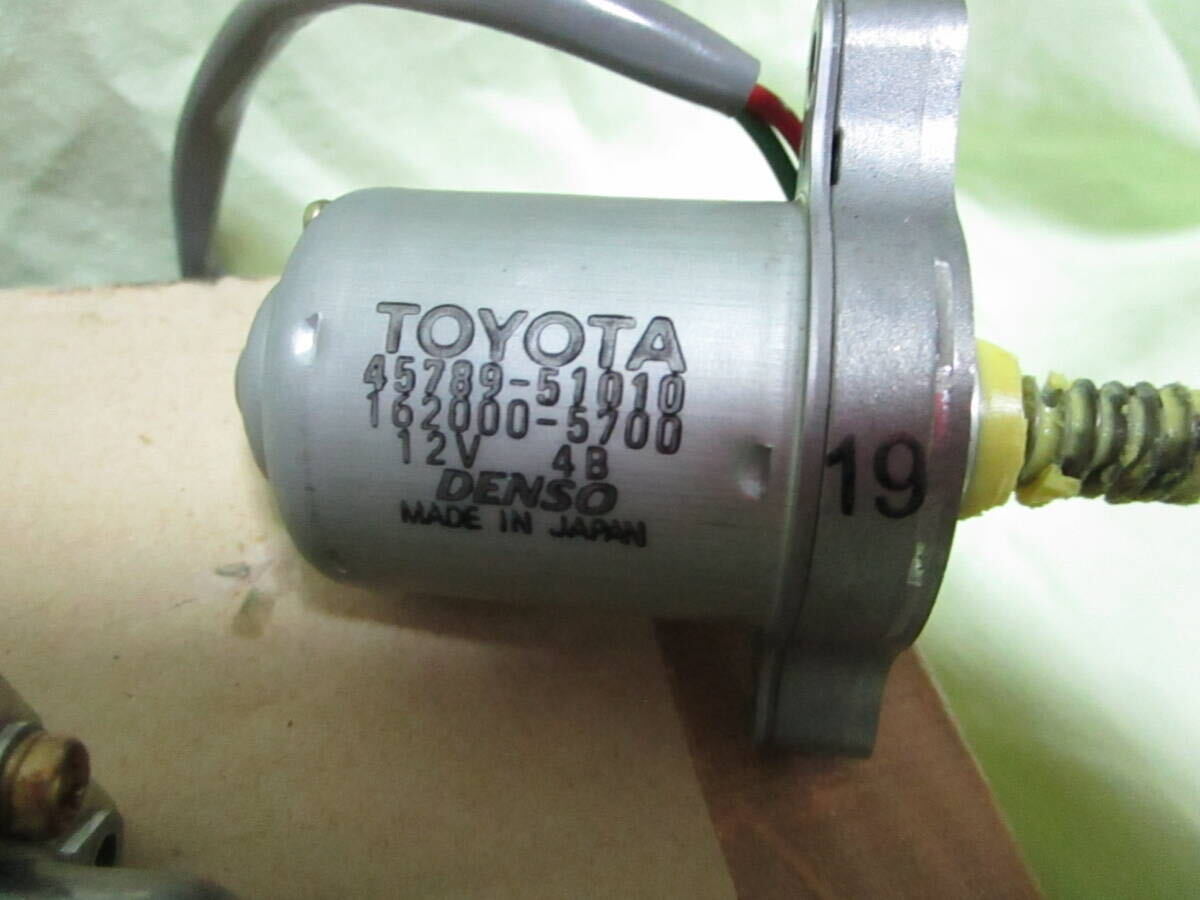 TOYOTA
45789-51010
162000-5700
12V 4B
DENSO
MADE IN JAPAN
19